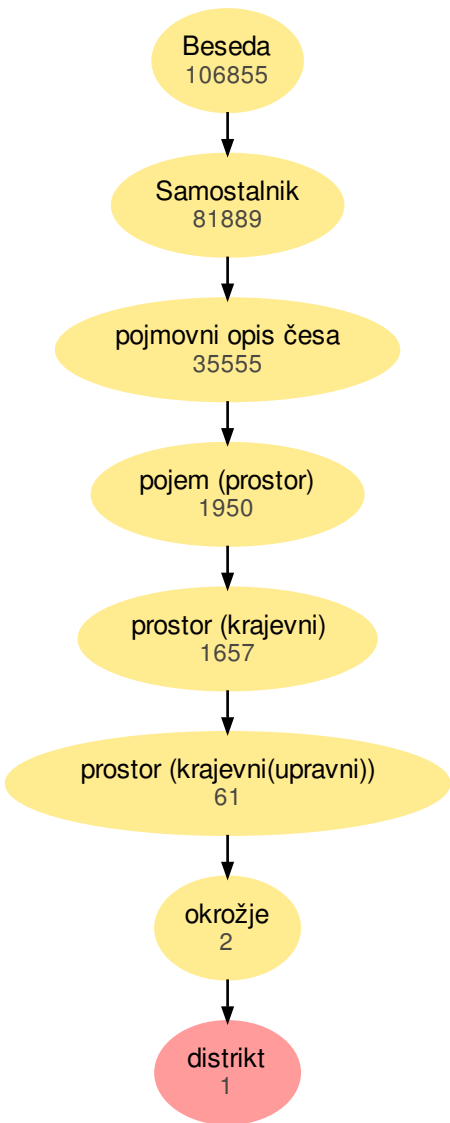 Beseda
106855
Samostalnik
81889
pojmovni opis česa
35555
pojem (prostor)
1950
prostor (krajevni)
1657
prostor (krajevni(upravni))
61
okrožje
2
distrikt
1